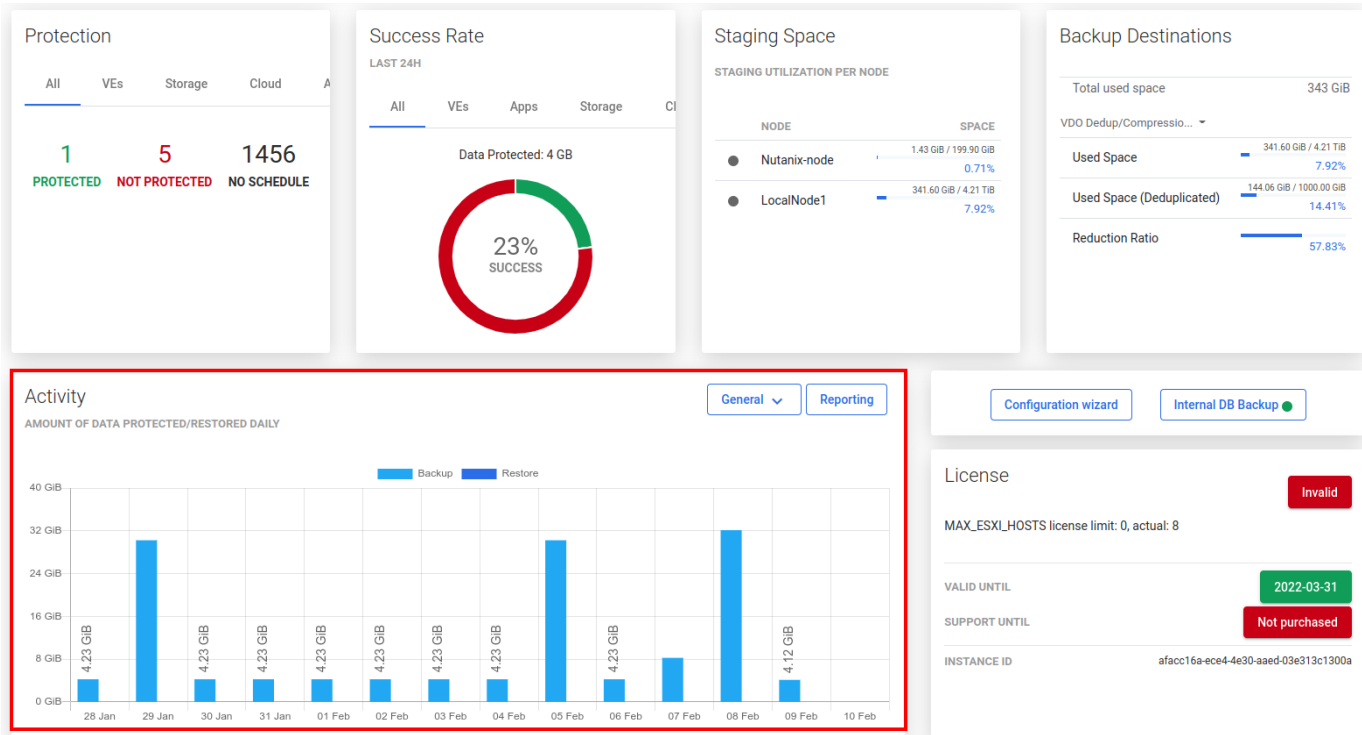 Protection
All VEs Storage Cloud A
1 5 1456
PROTECTED NOT PROTECTED NO SCHEDULE
Success Rate
LAST 24H
All VEs Apps Storage Cl
Data Protected: 4 GB
23%
SUCCESS
Staging Space
STAGING UTILIZATION PER NODE
NODE SPACE
1.43 GiB / 199.90 GiB
Nutanix-node
0.71%
341.60 GiB / 4.21 TiB
LocalNode1
7.92%
Backup Destinations
Total used space 343 GiB
VDO Dedup/Compressio...
341.60 GiB / 4.21 TiB
Used Space
7.92%
144.06 GiB / 1000.00 GiB
Used Space (Deduplicated)
14.41%
Reduction Ratio
57.83%
Activity
General
Reporting
AMOUNT OF DATA PROTECTED/RESTORED DAILY
Backup Restore
40 GiB
32 GiB
24 GiB
16 GiB
8 GiB
0 GiB
4.23 GiB
4.23 GiB
4.23 GiB
4.23 GiB
4.23 GiB
4.23 GiB
4.23 GiB
4.23 GiB
4.12 GiB
28 Jan 29 Jan 30 Jan 31 Jan 01 Feb 02 Feb 03 Feb 04 Feb 05 Feb 06 Feb 07 Feb 08 Feb 09 Feb 10 Feb
Configuration wizard
Internal DB Backup
License
Invalid
MAX_ESXI_HOSTS license limit: 0, actual: 8
VALID UNTIL 2022-03-31
SUPPORT UNTIL Not purchased
INSTANCE ID afacc16a-ece4-4e30-aaed-03e313c1300a